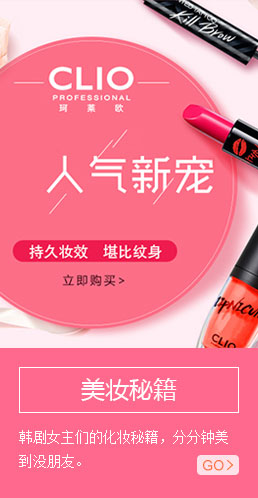 Kill Brow
CLIO
PROFESSIONAL
珂莱欧
人气新宠
持久妆效 堪比纹身
立即购买>
CLIO
美妆秘籍
韩剧女主们的化妆秘籍，分分钟美
到没朋友。
GO>